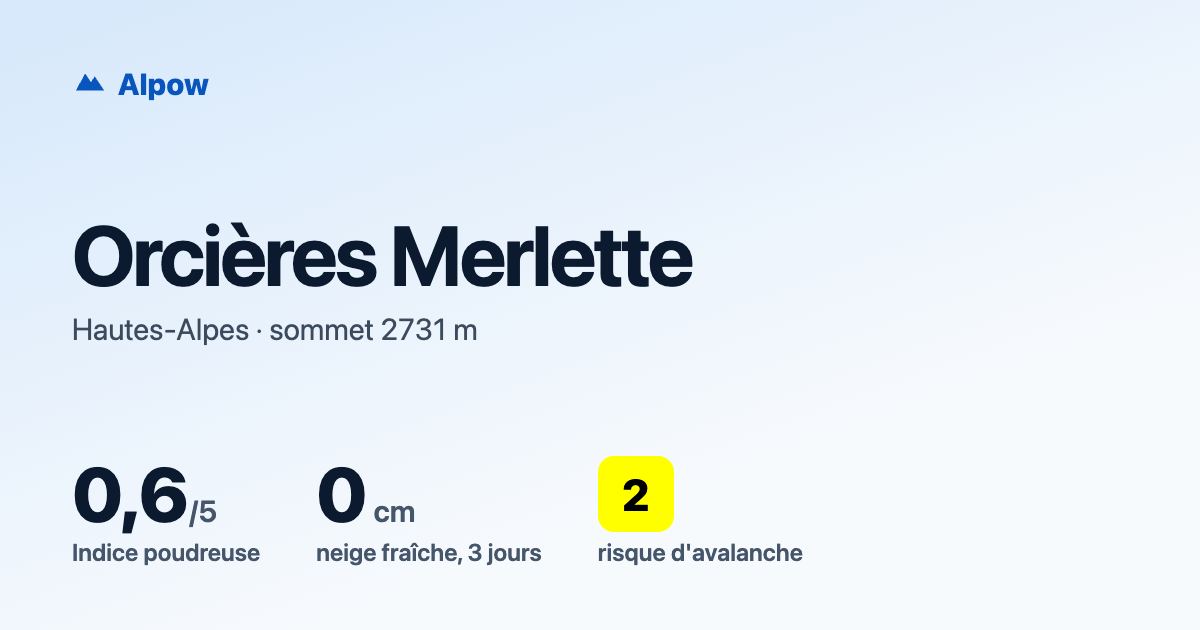 Alpow
Orcières Merlette
Hautes-Alpes · sommet 2731 m
0,6/5
Indice poudreuse
0 cm
neige fraîche, 3 jours
2
risque d'avalanche